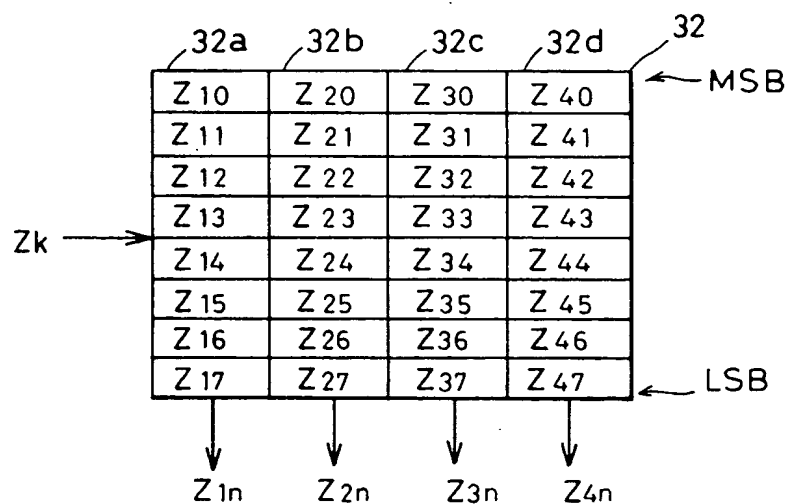 32a 32b 32c 32d 32
Z10 Z20 Z30 Z40 MSB
Z11 Z21 Z31 Z41
Z12 Z22 Z32 Z42
Z13 Z23 Z33 Z43
Zk
Z14 Z24 Z34 Z44
Z15 Z25 Z35 Z45
Z16 Z26 Z36 Z46
Z17 Z27 Z37 Z47 LSB
Z1n Z2n Z3n Z4n